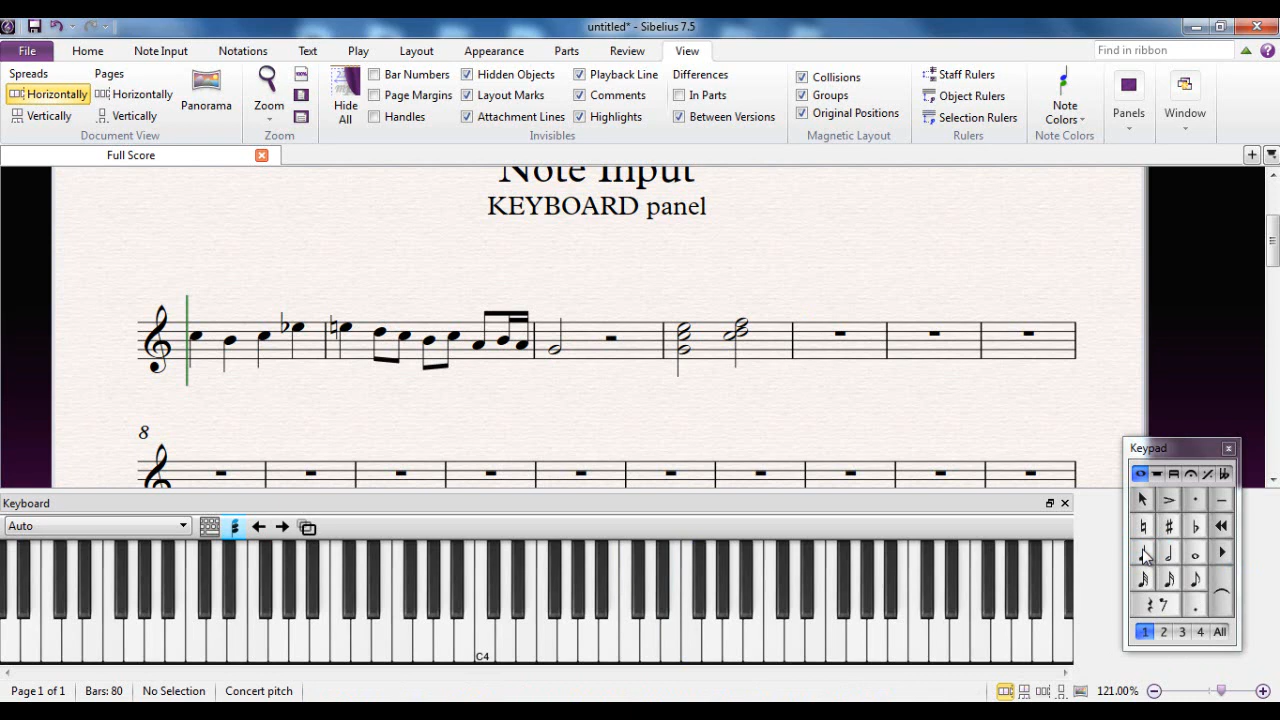 untitled* - Sibelius 7.5
File Home Note Input Notations Text Play Layout Appearance Parts Review View Find in ribbon
Spreads Pages Bar Numbers Hidden Objects Playback Line Differences Collisions Staff Rulers
Horizontally Horizontally Panorama Zoom Hide All Page Margins Layout Marks Comments In Parts Groups Object Rulers Note Colors Panels Window
Vertically Vertically Handles Attachment Lines Highlights Between Versions Original Positions Selection Rulers
Document View Zoom Invisibles Magnetic Layout Rulers Note Colors
Full Score
Note Input
KEYBOARD panel
8
Keypad
1 2 3 4 All
Keyboard
Auto
C4
Page 1 of 1 Bars: 80 No Selection Concert pitch 121.00%